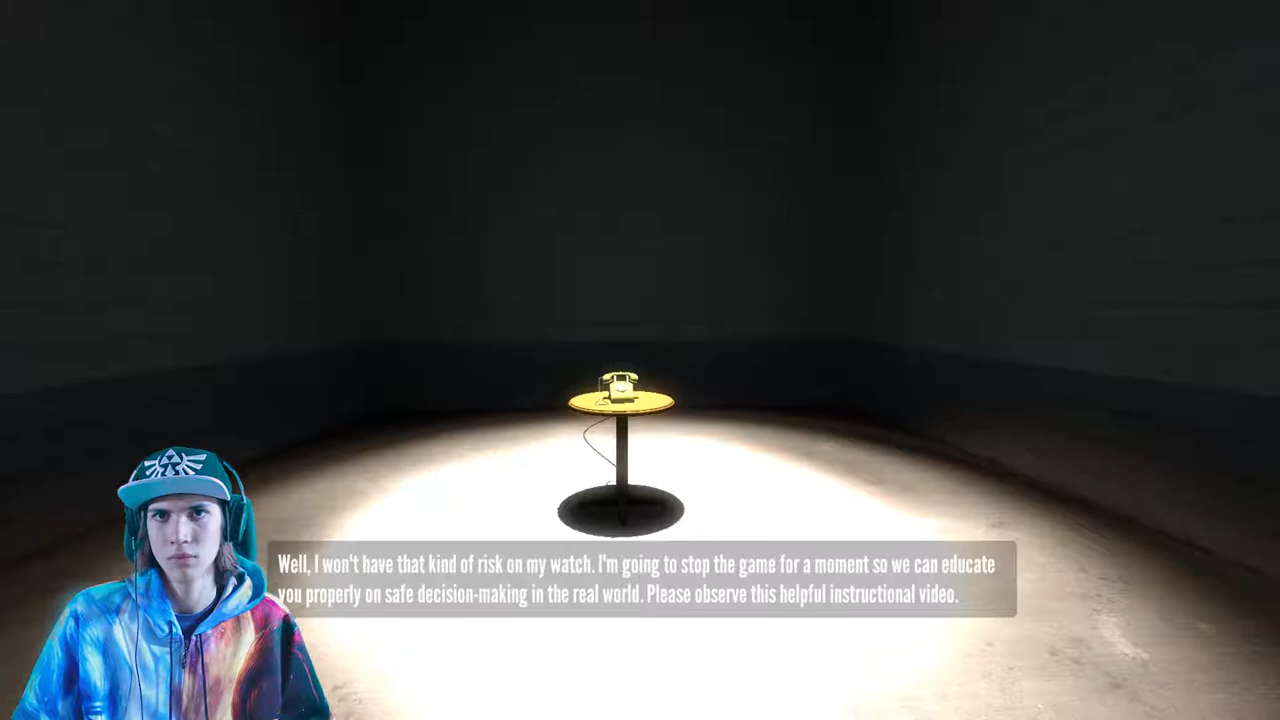 Well, I won't have that kind of risk on my watch. I'm going to stop the game for a moment so we can educate
you properly on safe decision-making in the real world. Please observe this helpful instructional video.